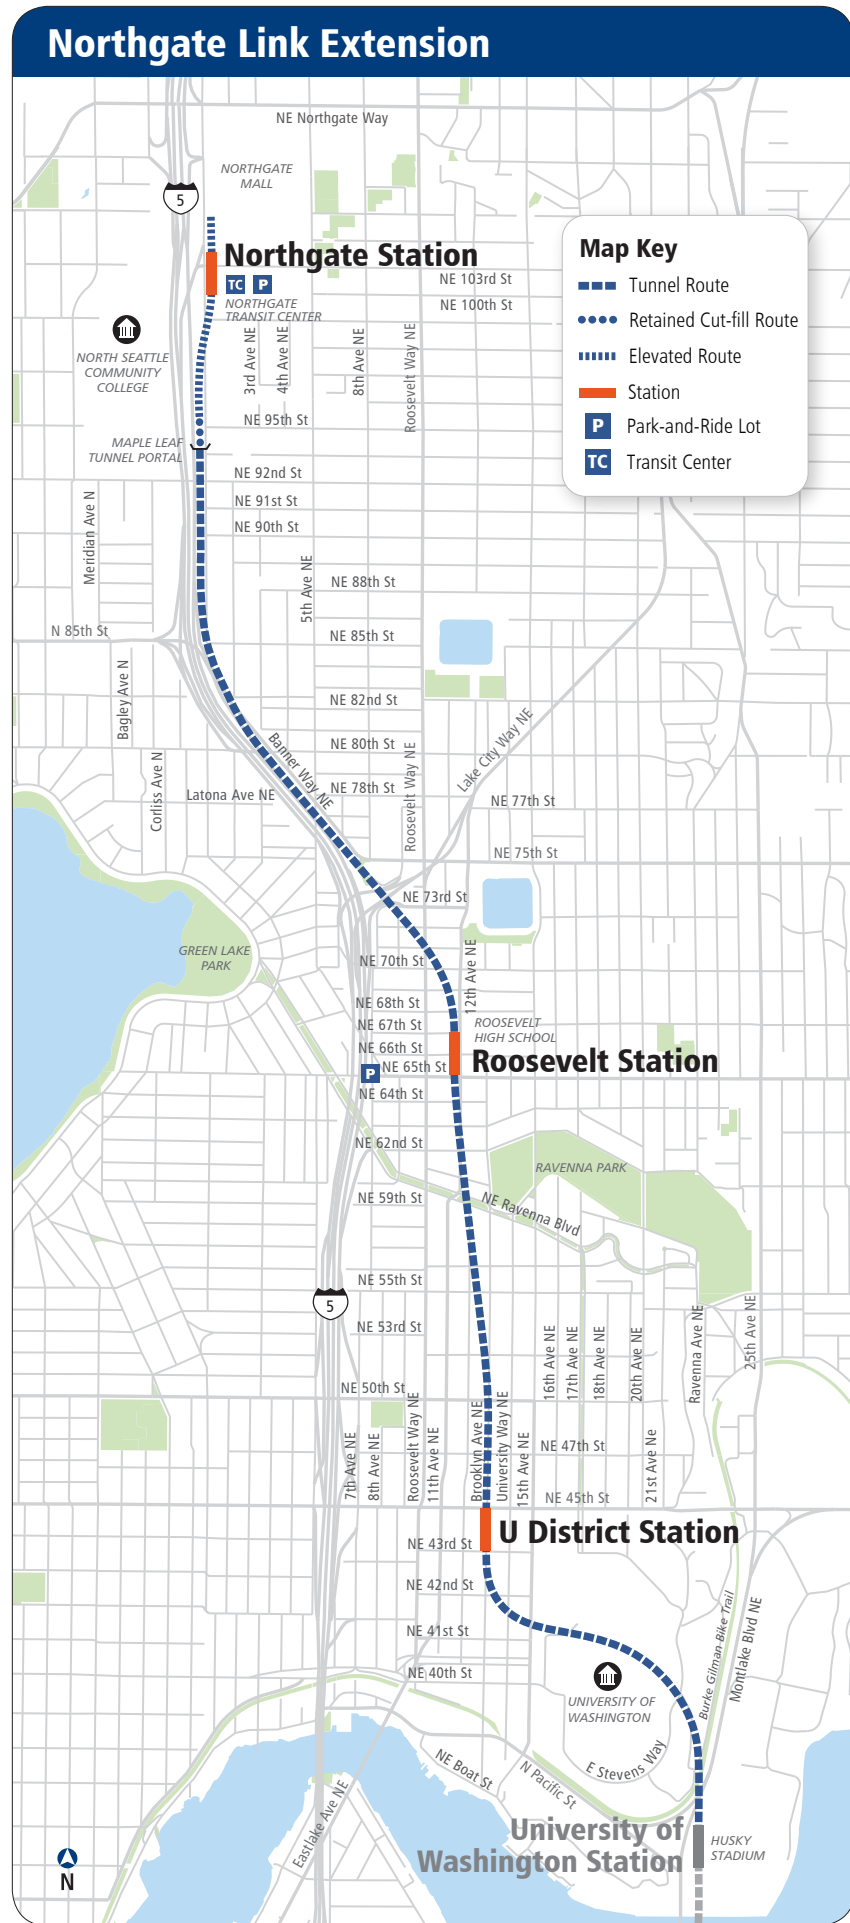 Northgate Link Extension
NE Northgate Way
NORTHGATE
MALL
5
Northgate Station
TC P
NORTHGATE
TRANSIT CENTER
NE 103rd St
NE 100th St
Map Key
Tunnel Route
Retained Cut-fill Route
Elevated Route
Station
P Park-and-Ride Lot
TC Transit Center
NORTH SEATTLE
COMMUNITY
COLLEGE
3rd Ave NE
4th Ave NE
8th Ave NE
Roosevelt Way NE
NE 95th St
MAPLE LEAF
TUNNEL PORTAL
NE 92nd St
NE 91st St
NE 90th St
Meridian Ave N
5th Ave NE
NE 88th St
N 85th St
NE 85th St
Bagley Ave N
NE 82nd St
Banner Way NE
NE 80th St
Lake City Way NE
Roosevelt Way NE
Corliss Ave N
Latona Ave NE
NE 78th St
NE 77th St
NE 75th St
NE 73rd St
GREEN LAKE
PARK
NE 70th St
12th Ave NE
NE 68th St
NE 67th St
ROOSEVELT
HIGH SCHOOL
NE 66th St
Roosevelt Station
P
NE 65th St
NE 64th St
NE 62nd St
RAVENNA PARK
NE 59th St
NE Ravenna Blvd
NE 55th St
5
NE 53rd St
16th Ave NE
17th Ave NE
18th Ave NE
20th Ave NE
Ravenna Ave NE
25th Ave NE
NE 50th St
7th Ave NE
8th Ave NE
Roosevelt Way NE
11th Ave NE
Brooklyn Ave NE
University Way NE
15th Ave NE
NE 47th St
21st Ave Ne
NE 45th St
U District Station
NE 43rd St
NE 42nd St
NE 41st St
NE 40th St
Burke Gilman Bike Trail
Montlake Blvd NE
UNIVERSITY OF
WASHINGTON
E Stevens Way
NE Boat St
N Pacific St
Eastlake Ave NE
University of
Washington Station
HUSKY
STADIUM
N